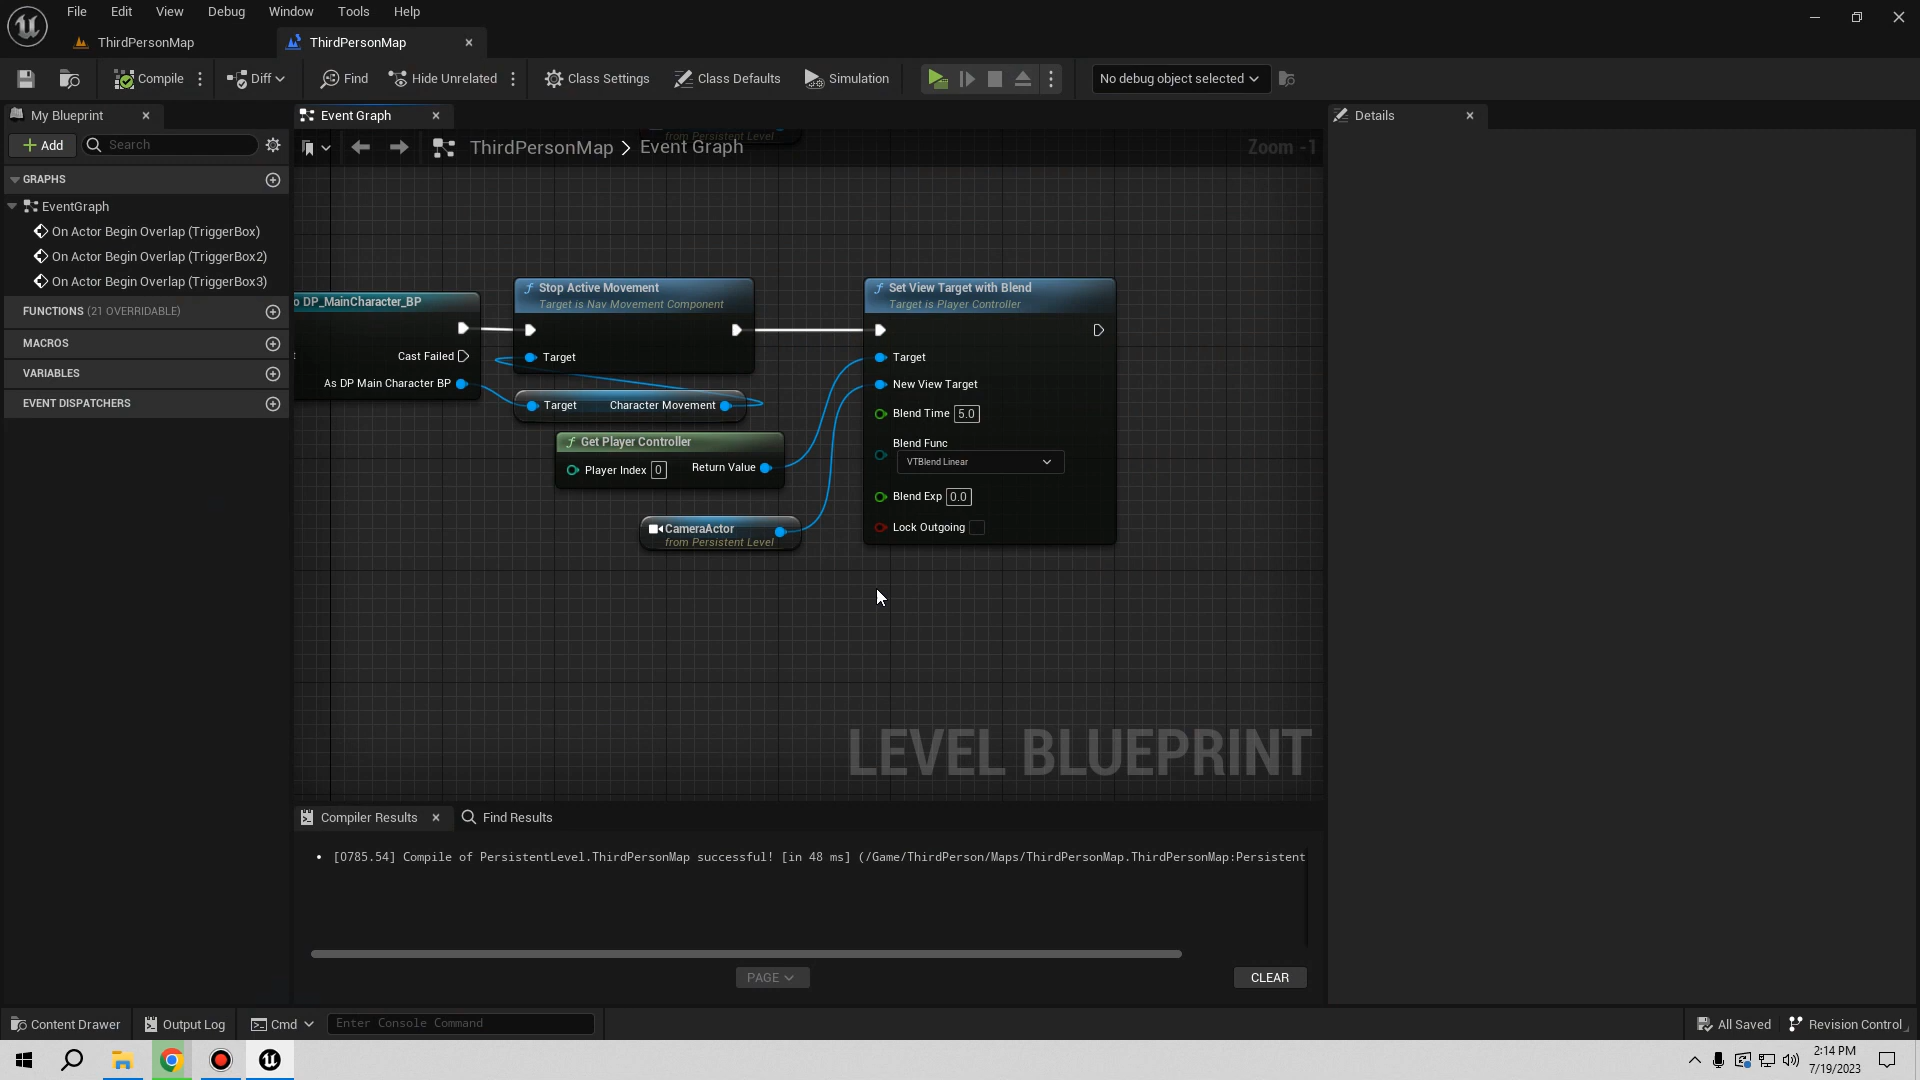 File Edit View Debug Window Tools Help
ThirdPersonMap
ThirdPersonMap
Compile Diff Find Hide Unrelated Class Settings Class Defaults Simulation No debug object selected
My Blueprint
Add Search
GRAPHS
EventGraph
On Actor Begin Overlap (TriggerBox)
On Actor Begin Overlap (TriggerBox2)
On Actor Begin Overlap (TriggerBox3)
FUNCTIONS (21 OVERRIDABLE)
MACROS
VARIABLES
EVENT DISPATCHERS
Event Graph
from Persistent Level
ThirdPersonMap > Event Graph
Zoom -1
o DP_MainCharacter_BP
Cast Failed
As DP Main Character BP
f Stop Active Movement
Target is Nav Movement Component
Target
Target Character Movement
f Get Player Controller
Player Index 0 Return Value
CameraActor
from Persistent Level
f Set View Target with Blend
Target is Player Controller
Target
New View Target
Blend Time 5.0
Blend Func
VTBlend Linear
Blend Exp 0.0
Lock Outgoing
LEVEL BLUEPRINT
Compiler Results Find Results
• [0785.54] Compile of PersistentLevel.ThirdPersonMap successful! [in 48 ms] (/Game/ThirdPerson/Maps/ThirdPersonMap.ThirdPersonMap:Persistent
PAGE
CLEAR
Details
Content Drawer Output Log Cmd Enter Console Command All Saved Revision Control
2:14 PM
7/19/2023